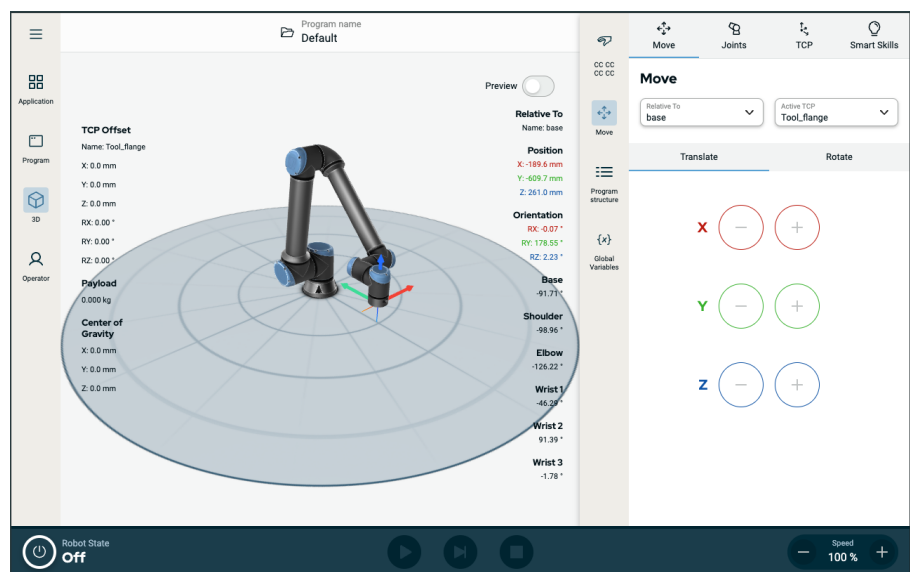 Program name
Default
Application
Program
3D
Operator
Preview
TCP Offset
Name: Tool_flange
X: 0.0 mm
Y: 0.0 mm
Z: 0.0 mm
RX: 0.00 °
RY: 0.00 °
RZ: 0.00 °
Payload
0.000 kg
Center of
Gravity
X: 0.0 mm
Y: 0.0 mm
Z: 0.0 mm
Relative To
Name: base
Position
X: -189.6 mm
Y: -609.7 mm
Z: 261.0 mm
Orientation
RX: -0.07 °
RY: 178.55 °
RZ: 2.23 °
Base
-91.71 °
Shoulder
-98.96 °
Elbow
-126.22 °
Wrist 1
-46.29 °
Wrist 2
91.39 °
Wrist 3
-1.78 °
CC CC
CC CC
Move
Program
structure
{x}
Global
Variables
Move
Joints
TCP
Smart Skills
Move
Relative To
base
Active TCP
Tool_flange
Translate
Rotate
X − +
Y − +
Z − +
Robot State
Off
Speed
− 100 % +